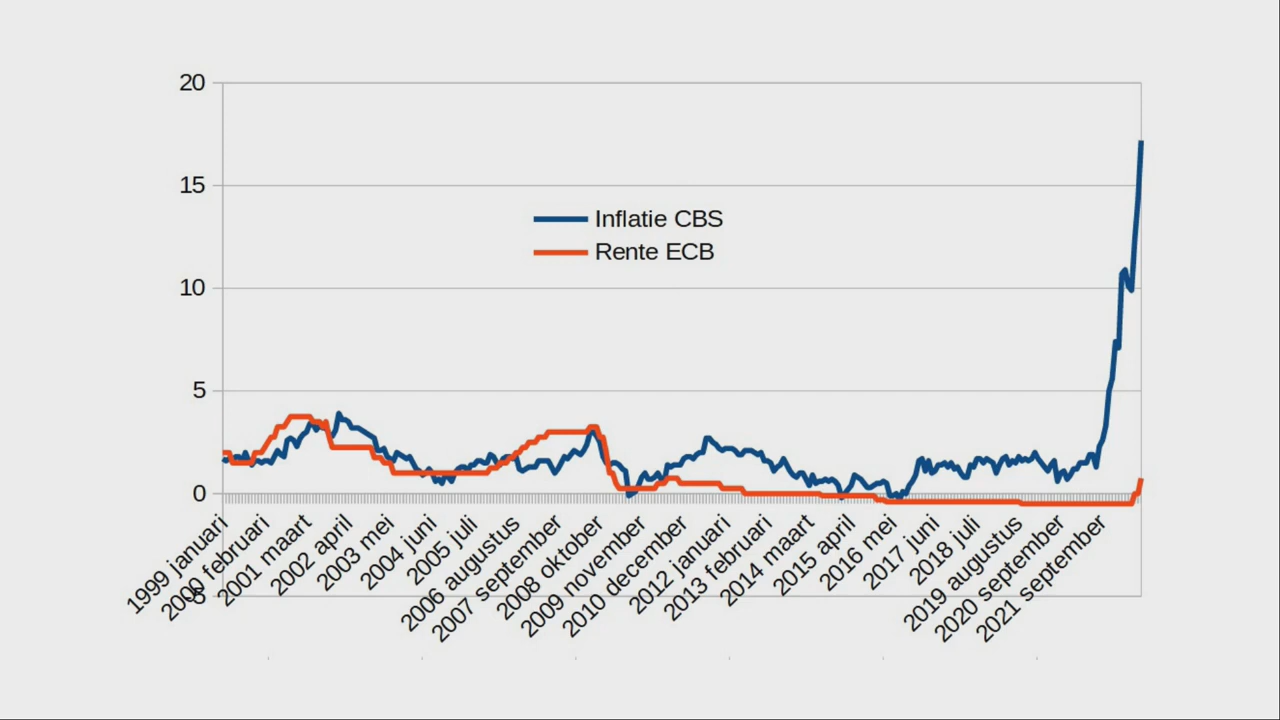 20
15
10
5
0
-5
Inflatie CBS
Rente ECB
1999 januari
2000 februari
2001 maart
2002 april
2003 mei
2004 juni
2005 juli
2006 augustus
2007 september
2008 oktober
2009 november
2010 december
2012 januari
2013 februari
2014 maart
2015 april
2016 mei
2017 juni
2018 juli
2019 augustus
2020 september
2021 september